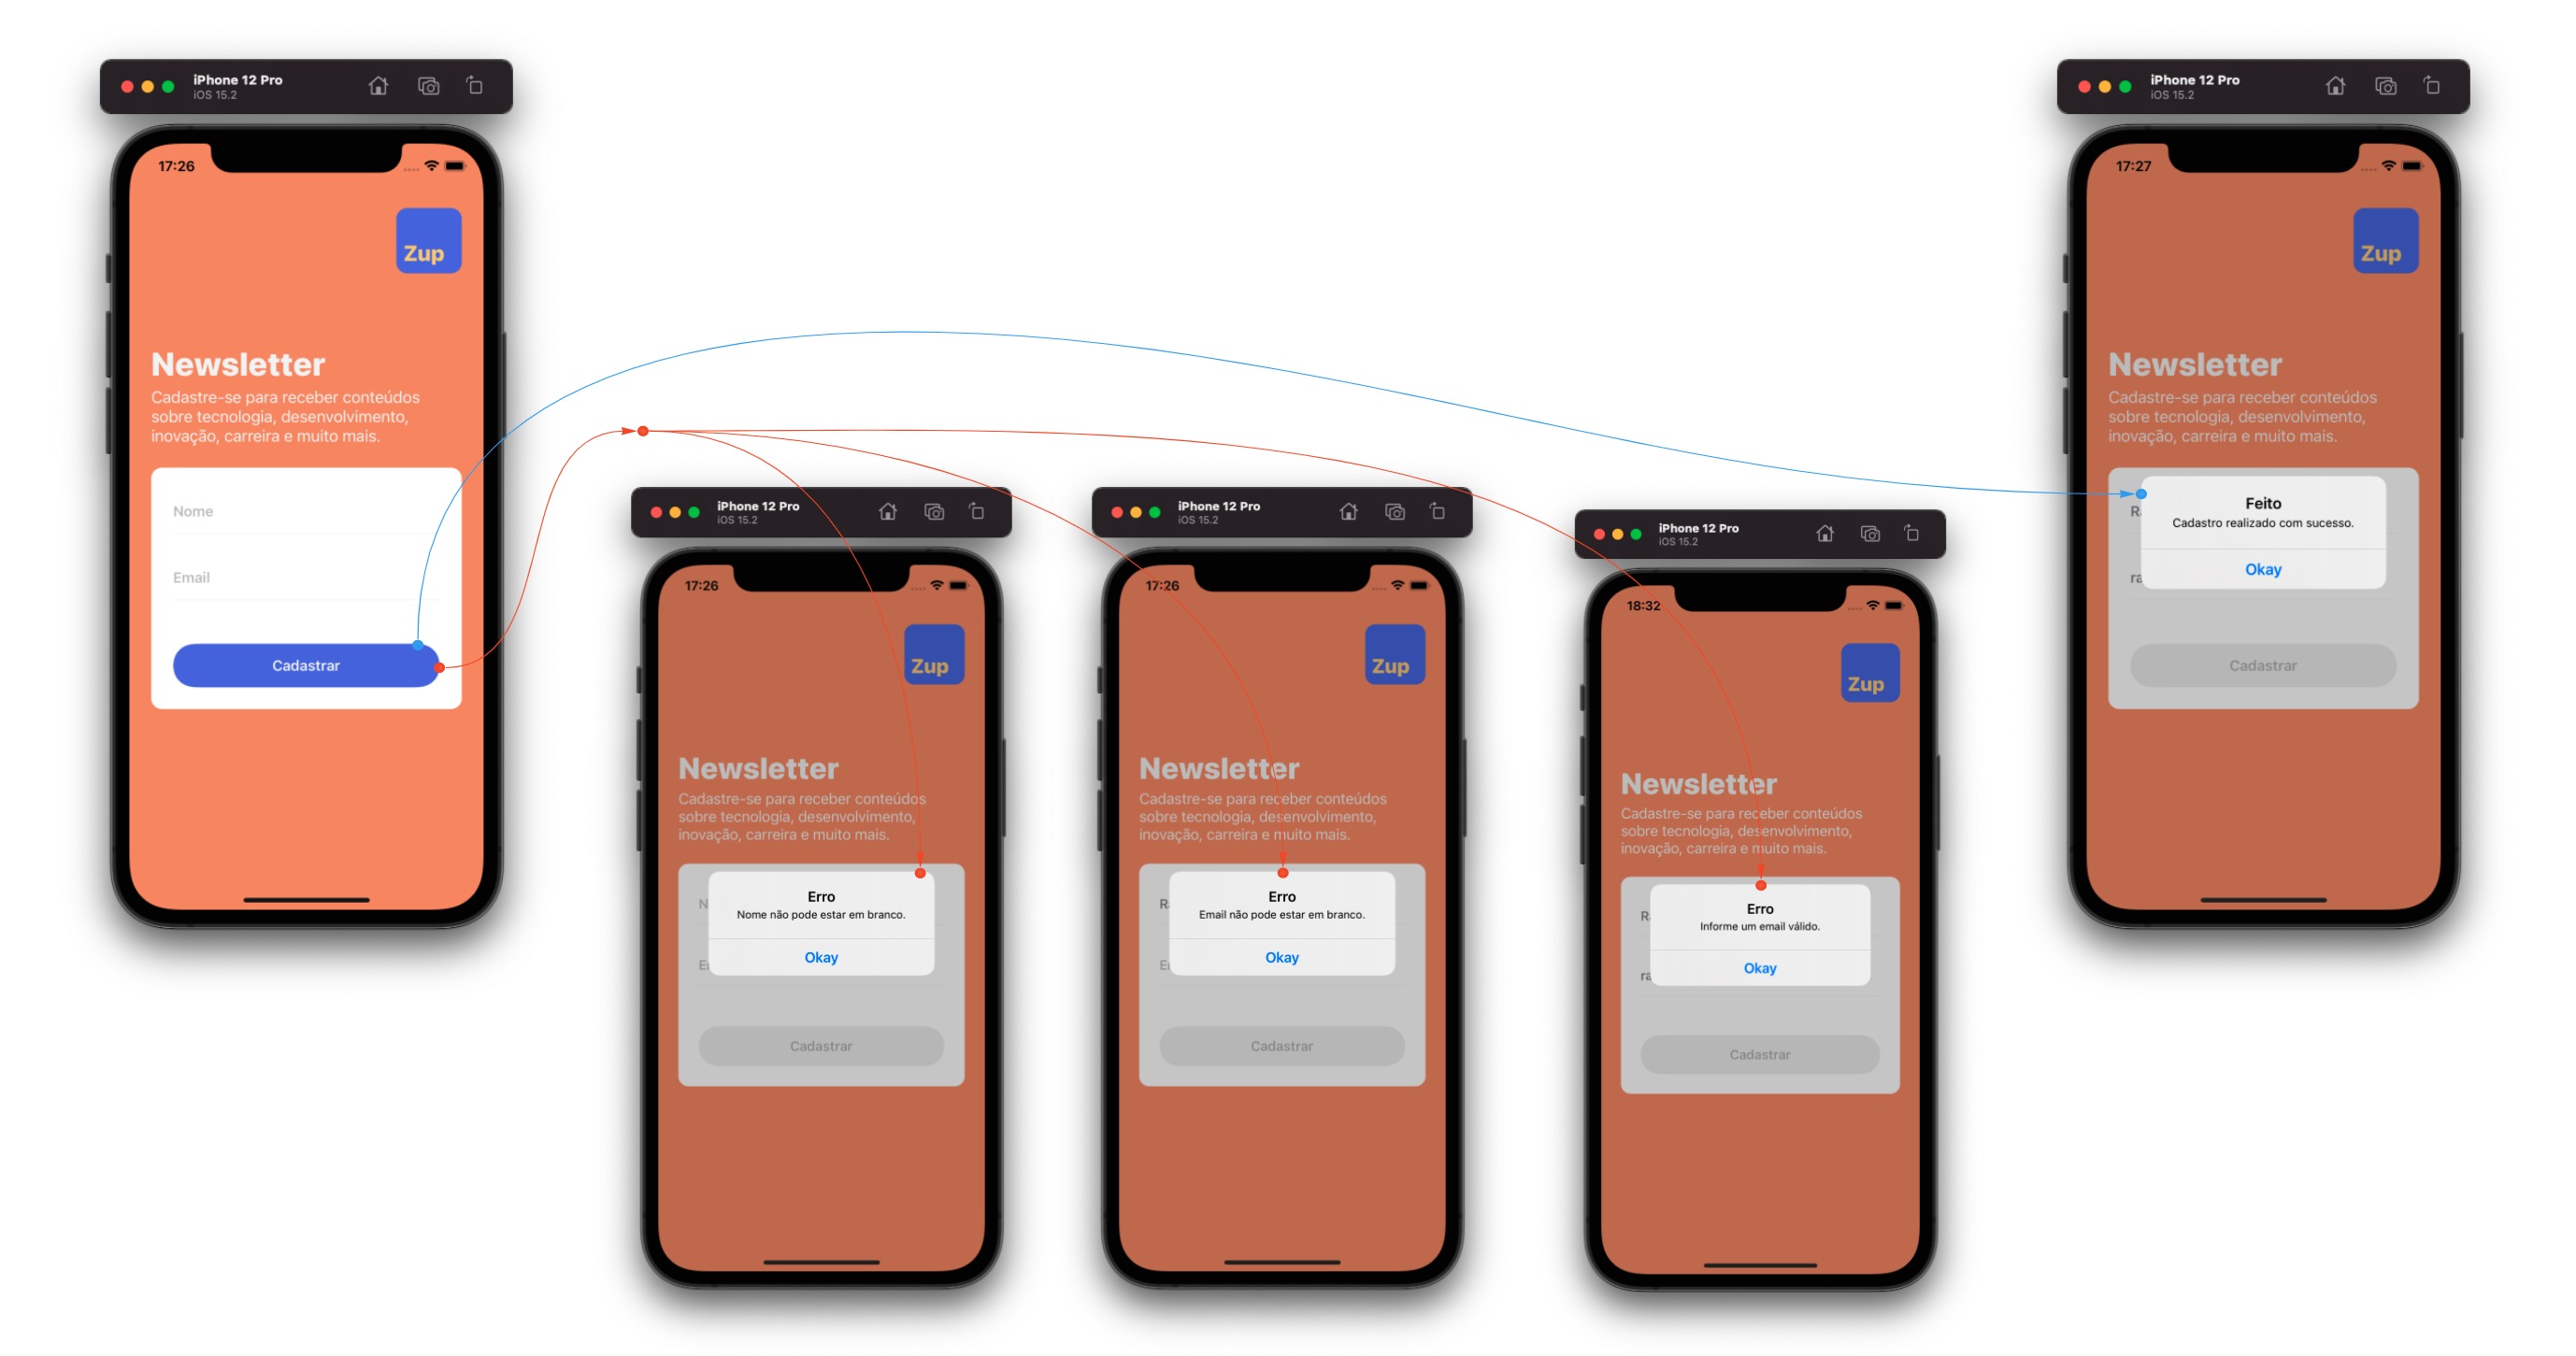 iPhone 12 Pro
iOS 15.2
17:26
Zup
Newsletter
Cadastre-se para receber conteúdos
sobre tecnologia, desenvolvimento,
inovação, carreira e muito mais.
Nome
Email
Cadastrar
iPhone 12 Pro
iOS 15.2
17:26
Zup
Newsletter
Cadastre-se para receber conteúdos
sobre tecnologia, desenvolvimento,
inovação, carreira e muito mais.
Erro
Nome não pode estar em branco.
Okay
Cadastrar
iPhone 12 Pro
iOS 15.2
17:26
Zup
Newsletter
Cadastre-se para receber conteúdos
sobre tecnologia, desenvolvimento,
inovação, carreira e muito mais.
Erro
Email não pode estar em branco.
Okay
Cadastrar
iPhone 12 Pro
iOS 15.2
18:32
Zup
Newsletter
Cadastre-se para receber conteúdos
sobre tecnologia, desenvolvimento,
inovação, carreira e muito mais.
Erro
Informe um email válido.
ra
Okay
Cadastrar
iPhone 12 Pro
iOS 15.2
17:27
Zup
Newsletter
Cadastre-se para receber conteúdos
sobre tecnologia, desenvolvimento,
inovação, carreira e muito mais.
Feito
Cadastro realizado com sucesso.
Okay
Cadastrar